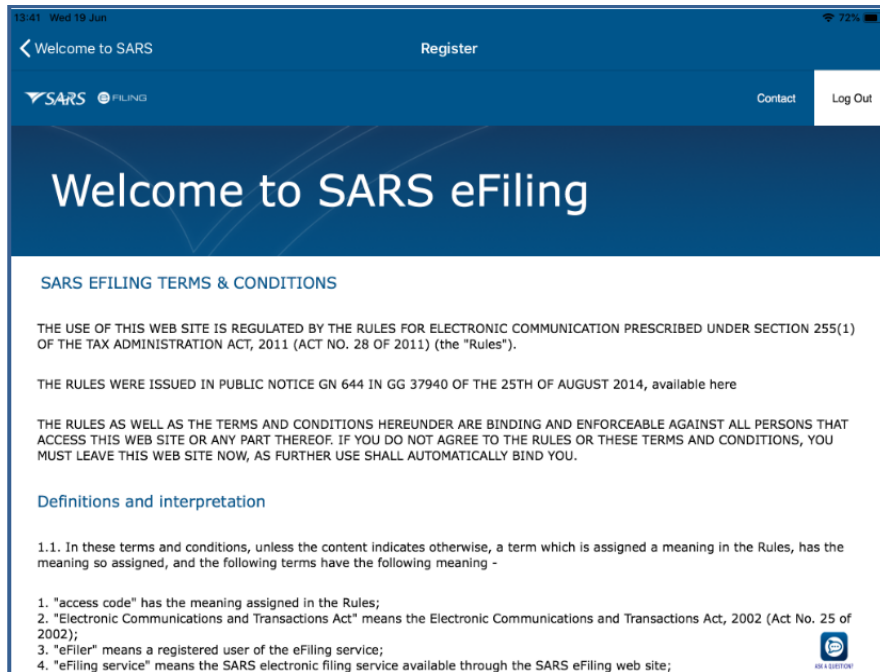 13:41 Wed 19 Jun
72%
Welcome to SARS
Register
SARS e FILING
Contact
Log Out
Welcome to SARS eFiling
SARS EFILING TERMS & CONDITIONS
THE USE OF THIS WEB SITE IS REGULATED BY THE RULES FOR ELECTRONIC COMMUNICATION PRESCRIBED UNDER SECTION 255(1)
OF THE TAX ADMINISTRATION ACT, 2011 (ACT NO. 28 OF 2011) (the "Rules").
THE RULES WERE ISSUED IN PUBLIC NOTICE GN 644 IN GG 37940 OF THE 25TH OF AUGUST 2014, available here
THE RULES AS WELL AS THE TERMS AND CONDITIONS HEREUNDER ARE BINDING AND ENFORCEABLE AGAINST ALL PERSONS THAT
ACCESS THIS WEB SITE OR ANY PART THEREOF. IF YOU DO NOT AGREE TO THE RULES OR THESE TERMS AND CONDITIONS, YOU
MUST LEAVE THIS WEB SITE NOW, AS FURTHER USE SHALL AUTOMATICALLY BIND YOU.
Definitions and interpretation
1.1. In these terms and conditions, unless the content indicates otherwise, a term which is assigned a meaning in the Rules, has the
meaning so assigned, and the following terms have the following meaning -
1. "access code" has the meaning assigned in the Rules;
2. "Electronic Communications and Transactions Act" means the Electronic Communications and Transactions Act, 2002 (Act No. 25 of
2002);
3. "eFiler" means a registered user of the eFiling service;
4. "eFiling service" means the SARS electronic filing service available through the SARS eFiling web site;
ASK A QUESTION?